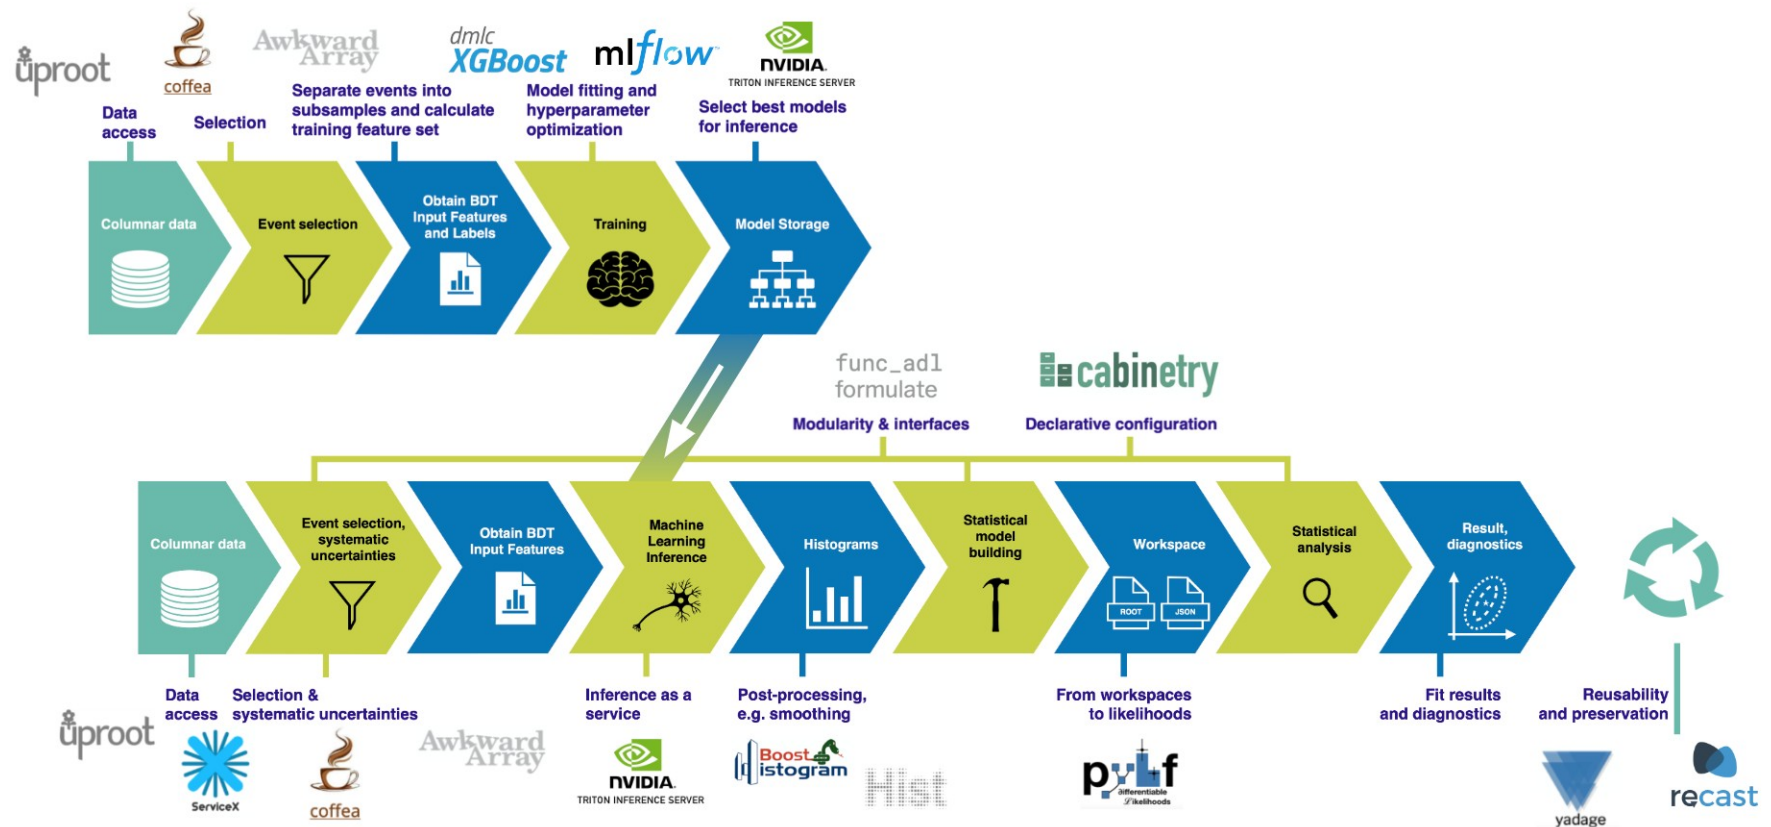 uproot
coffea
Awkward
Array
dmlc
XGBoost
mlflow
NVIDIA.
TRITON INFERENCE SERVER
Data
access
Selection
Separate events into
subsamples and calculate
training feature set
Model fitting and
hyperparameter
optimization
Select best models
for inference
Columnar data
Event selection
Obtain BDT
Input Features
and Labels
Training
Model Storage
func_adl
formulate
cabinetry
Modularity & interfaces
Declarative configuration
Columnar data
Event selection,
systematic
uncertainties
Obtain BDT
Input Features
Machine
Learning
Inference
Histograms
Statistical
model
building
Workspace
ROOT
JSON
Statistical
analysis
Result,
diagnostics
Data
access
Selection &
systematic uncertainties
Inference as a
service
Post-processing,
e.g. smoothing
From workspaces
to likelihoods
Fit results
and diagnostics
Reusability
and preservation
uproot
ServiceX
coffea
Awkward
Array
NVIDIA.
TRITON INFERENCE SERVER
Boost
Histogram
Hist
pyhf
differentiable
Likelihoods
yadage
recast